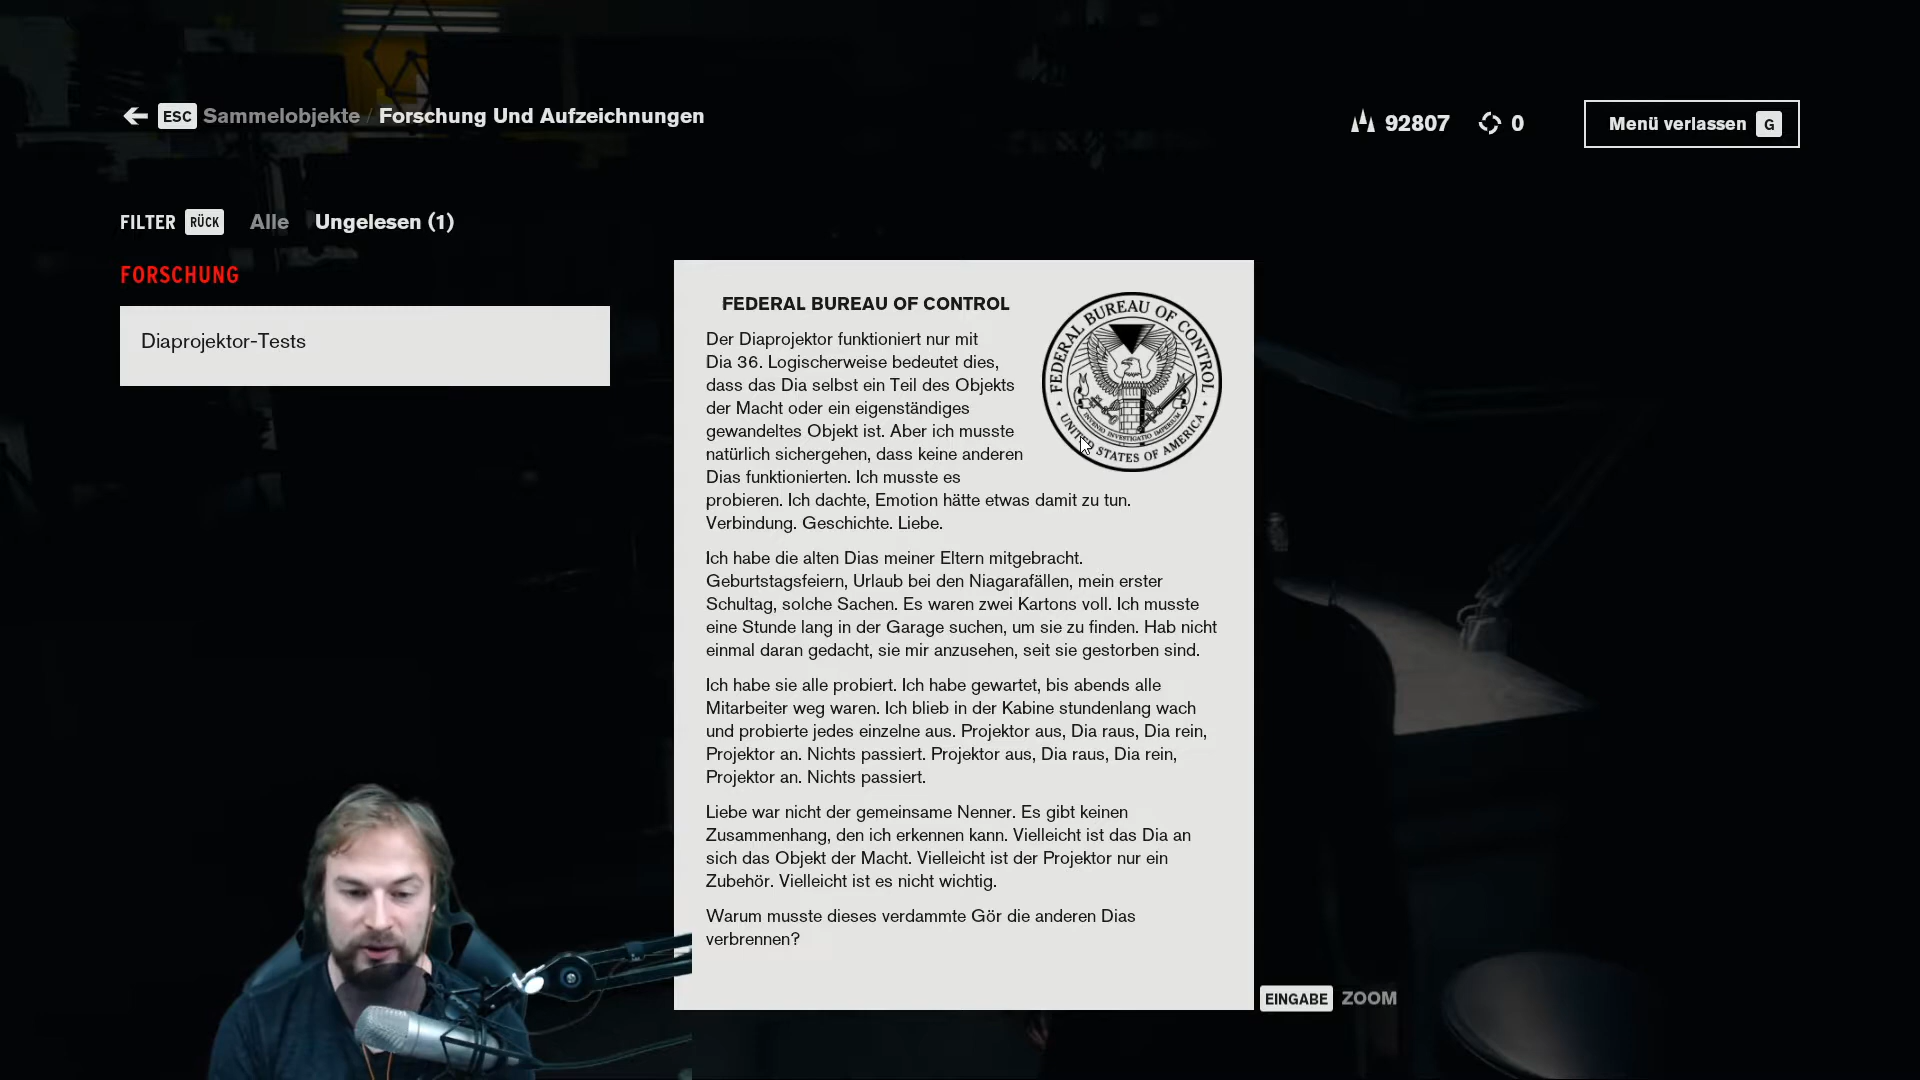 ESC Sammelobjekte / Forschung Und Aufzeichnungen
92807 0
Menü verlassen G
FILTER RÜCK Alle Ungelesen (1)
FORSCHUNG
Diaprojektor-Tests
FEDERAL BUREAU OF CONTROL
Der Diaprojektor funktioniert nur mit
Dia 36. Logischerweise bedeutet dies,
dass das Dia selbst ein Teil des Objekts
der Macht oder ein eigenständiges
gewandeltes Objekt ist. Aber ich musste
natürlich sichergehen, dass keine anderen
Dias funktionierten. Ich musste es
probieren. Ich dachte, Emotion hätte etwas damit zu tun.
Verbindung. Geschichte. Liebe.
Ich habe die alten Dias meiner Eltern mitgebracht.
Geburtstagsfeiern, Urlaub bei den Niagarafällen, mein erster
Schultag, solche Sachen. Es waren zwei Kartons voll. Ich musste
eine Stunde lang in der Garage suchen, um sie zu finden. Hab nicht
einmal daran gedacht, sie mir anzusehen, seit sie gestorben sind.
Ich habe sie alle probiert. Ich habe gewartet, bis abends alle
Mitarbeiter weg waren. Ich blieb in der Kabine stundenlang wach
und probierte jedes einzelne aus. Projektor aus, Dia raus, Dia rein,
Projektor an. Nichts passiert. Projektor aus, Dia raus, Dia rein,
Projektor an. Nichts passiert.
Liebe war nicht der gemeinsame Nenner. Es gibt keinen
Zusammenhang, den ich erkennen kann. Vielleicht ist das Dia an
sich das Objekt der Macht. Vielleicht ist der Projektor nur ein
Zubehör. Vielleicht ist es nicht wichtig.
Warum musste dieses verdammte Gör die anderen Dias
verbrennen?
FEDERAL BUREAU OF CONTROL
INVENIO INVESTIGATIO IMPERIUM
UNITED STATES OF AMERICA
EINGABE ZOOM